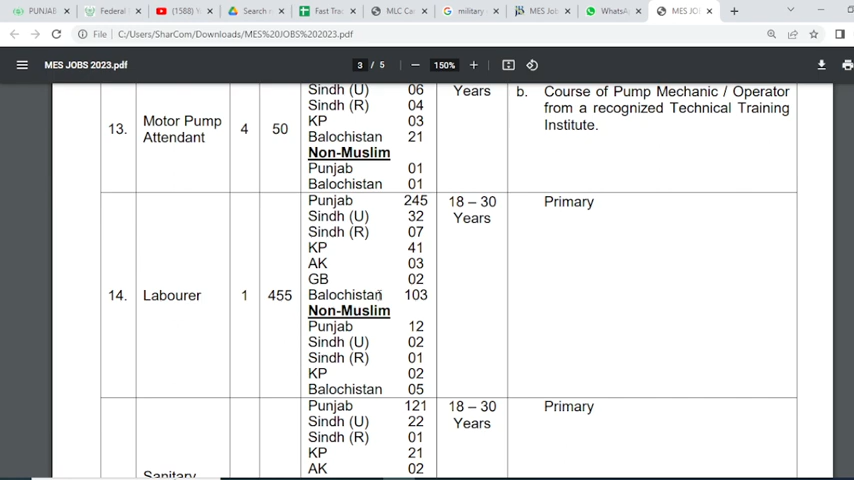 PUNJAB
Federal
(1588) Y
Search r
Fast Tra
MLC Ca
military
MES Job
WhatsA
MES JO
File | C:/Users/SharCom/Downloads/MES%20JOBS%202023.pdf
MES JOBS 2023.pdf 3 / 5 150%
Sindh (U) 06 Years b. Course of Pump Mechanic / Operator
Sindh (R) 04 from a recognized Technical Training
13. Motor Pump Attendant 4 50 KP 03 Institute.
Balochistan 21
Non-Muslim
Punjab 01
Balochistan 01
Punjab 245 18 – 30 Primary
Sindh (U) 32 Years
Sindh (R) 07
KP 41
AK 03
GB 02
14. Labourer 1 455 Balochistan 103
Non-Muslim
Punjab 12
Sindh (U) 02
Sindh (R) 01
KP 02
Balochistan 05
Punjab 121 18 – 30 Primary
Sindh (U) 22 Years
Sindh (R) 01
KP 21
AK 02
Sanitary